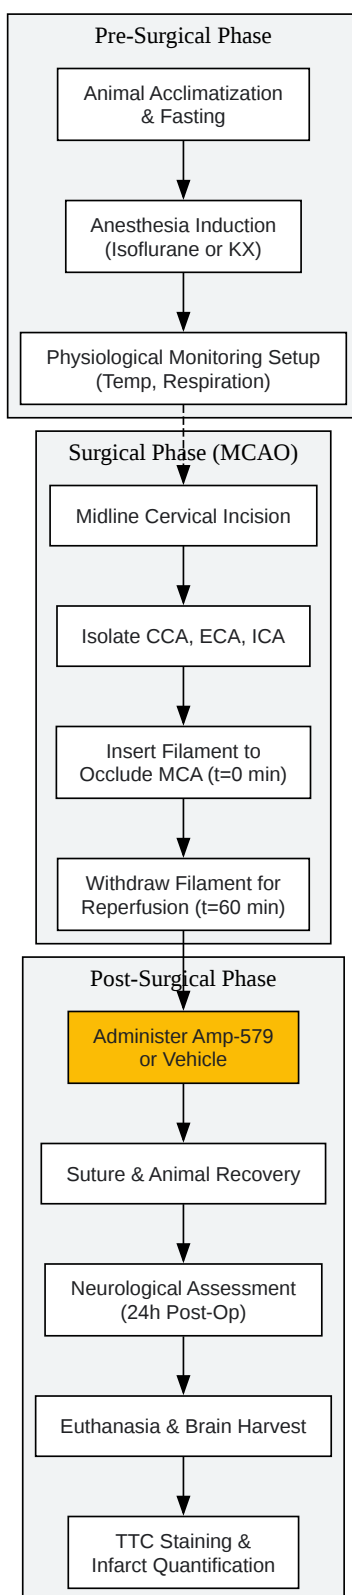 Pre-Surgical Phase
Animal Acclimatization
& Fasting
Anesthesia Induction
(Isoflurane or KX)
Physiological Monitoring Setup
(Temp, Respiration)
Surgical Phase (MCAO)
Midline Cervical Incision
Isolate CCA, ECA, ICA
Insert Filament to
Occlude MCA (t=0 min)
Withdraw Filament for
Reperfusion (t=60 min)
Post-Surgical Phase
Administer Amp-579
or Vehicle
Suture & Animal Recovery
Neurological Assessment
(24h Post-Op)
Euthanasia & Brain Harvest
TTC Staining &
Infarct Quantification